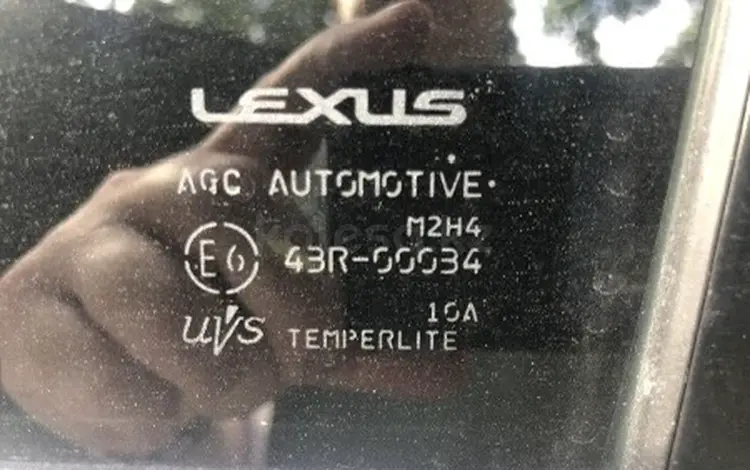 LEXUS
AGC AUTOMOTIVE
M2H4
E6 43R-00034
10A
UVS TEMPERLITE